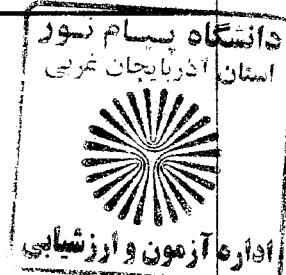 دانشگاه پیام نور
استان آذربایجان غربی
اداره آزمون و ارزشیابی